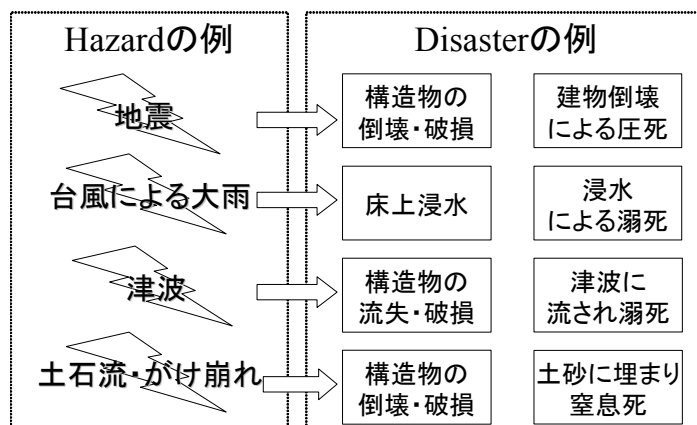 Hazardの例
Disasterの例
地震
構造物の
倒壊・破損
建物倒壊
による圧死
台風による大雨
床上浸水
浸水
による溺死
津波
構造物の
流失・破損
津波に
流され溺死
土石流・がけ崩れ
構造物の
倒壊・破損
土砂に埋まり
窒息死